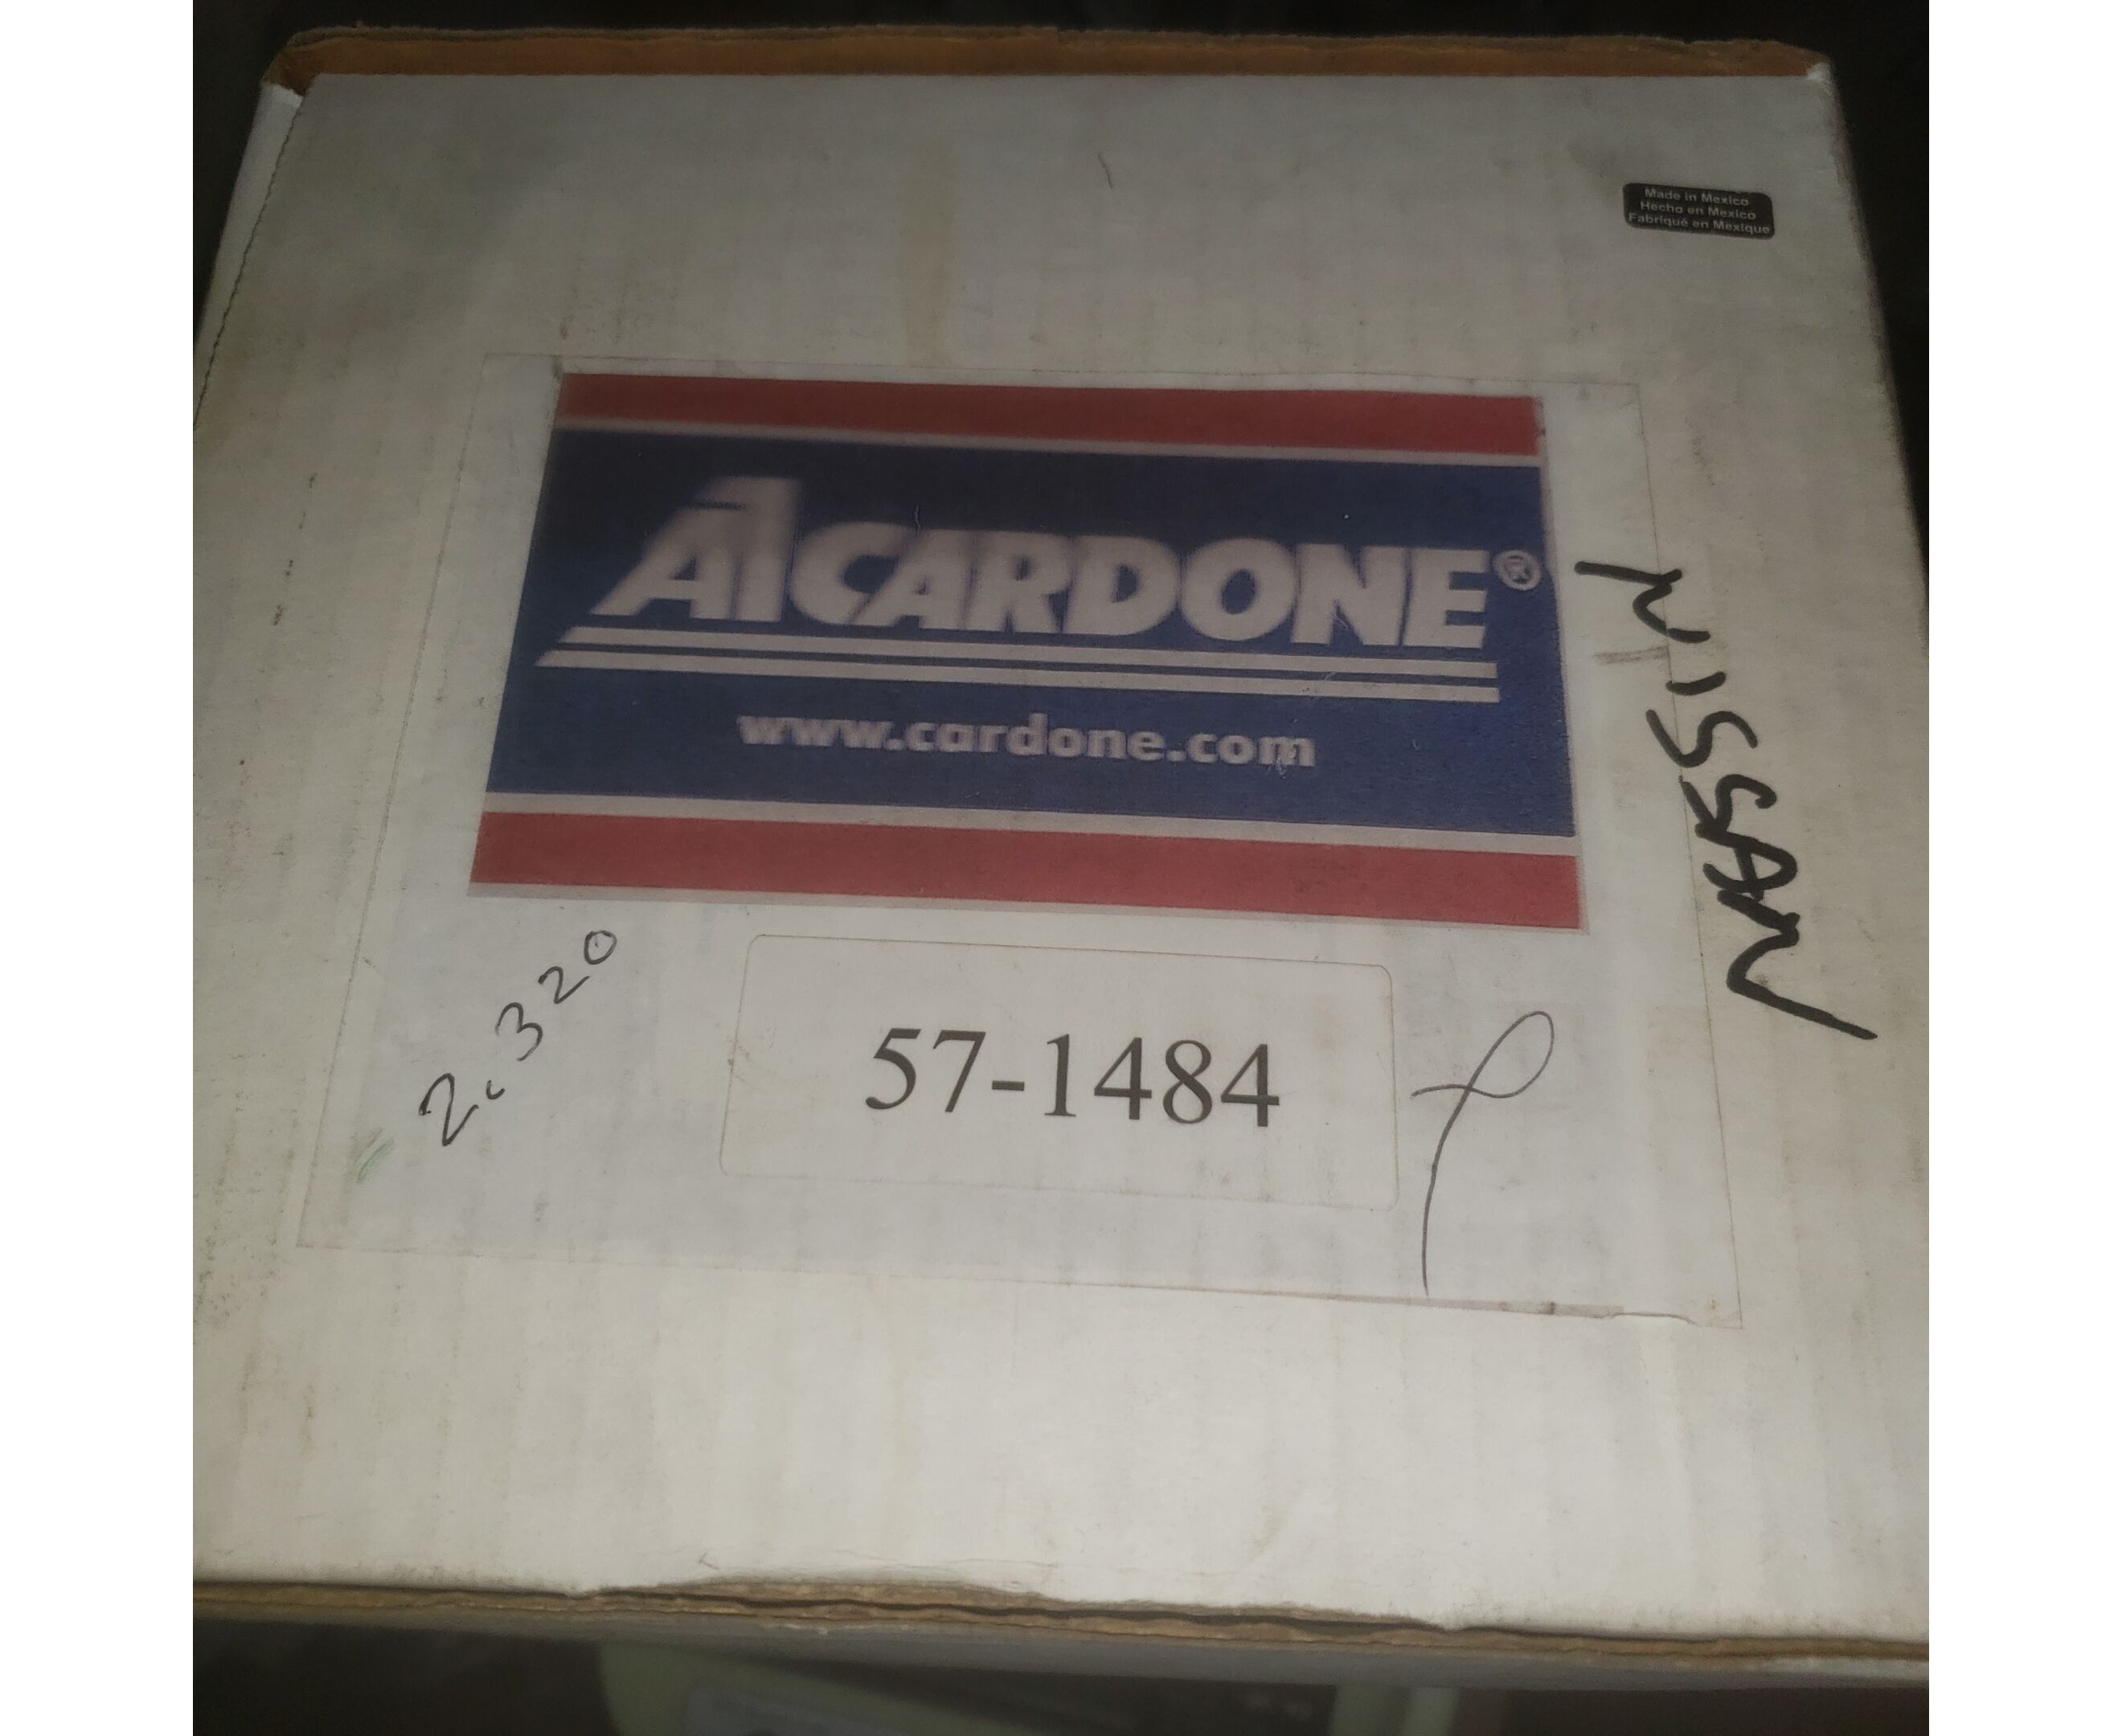 Made in Mexico
Hecho en Mexico
Fabriqué en Mexique
A1CARDONE®
www.cardone.com
NISSAN
2.320
57-1484